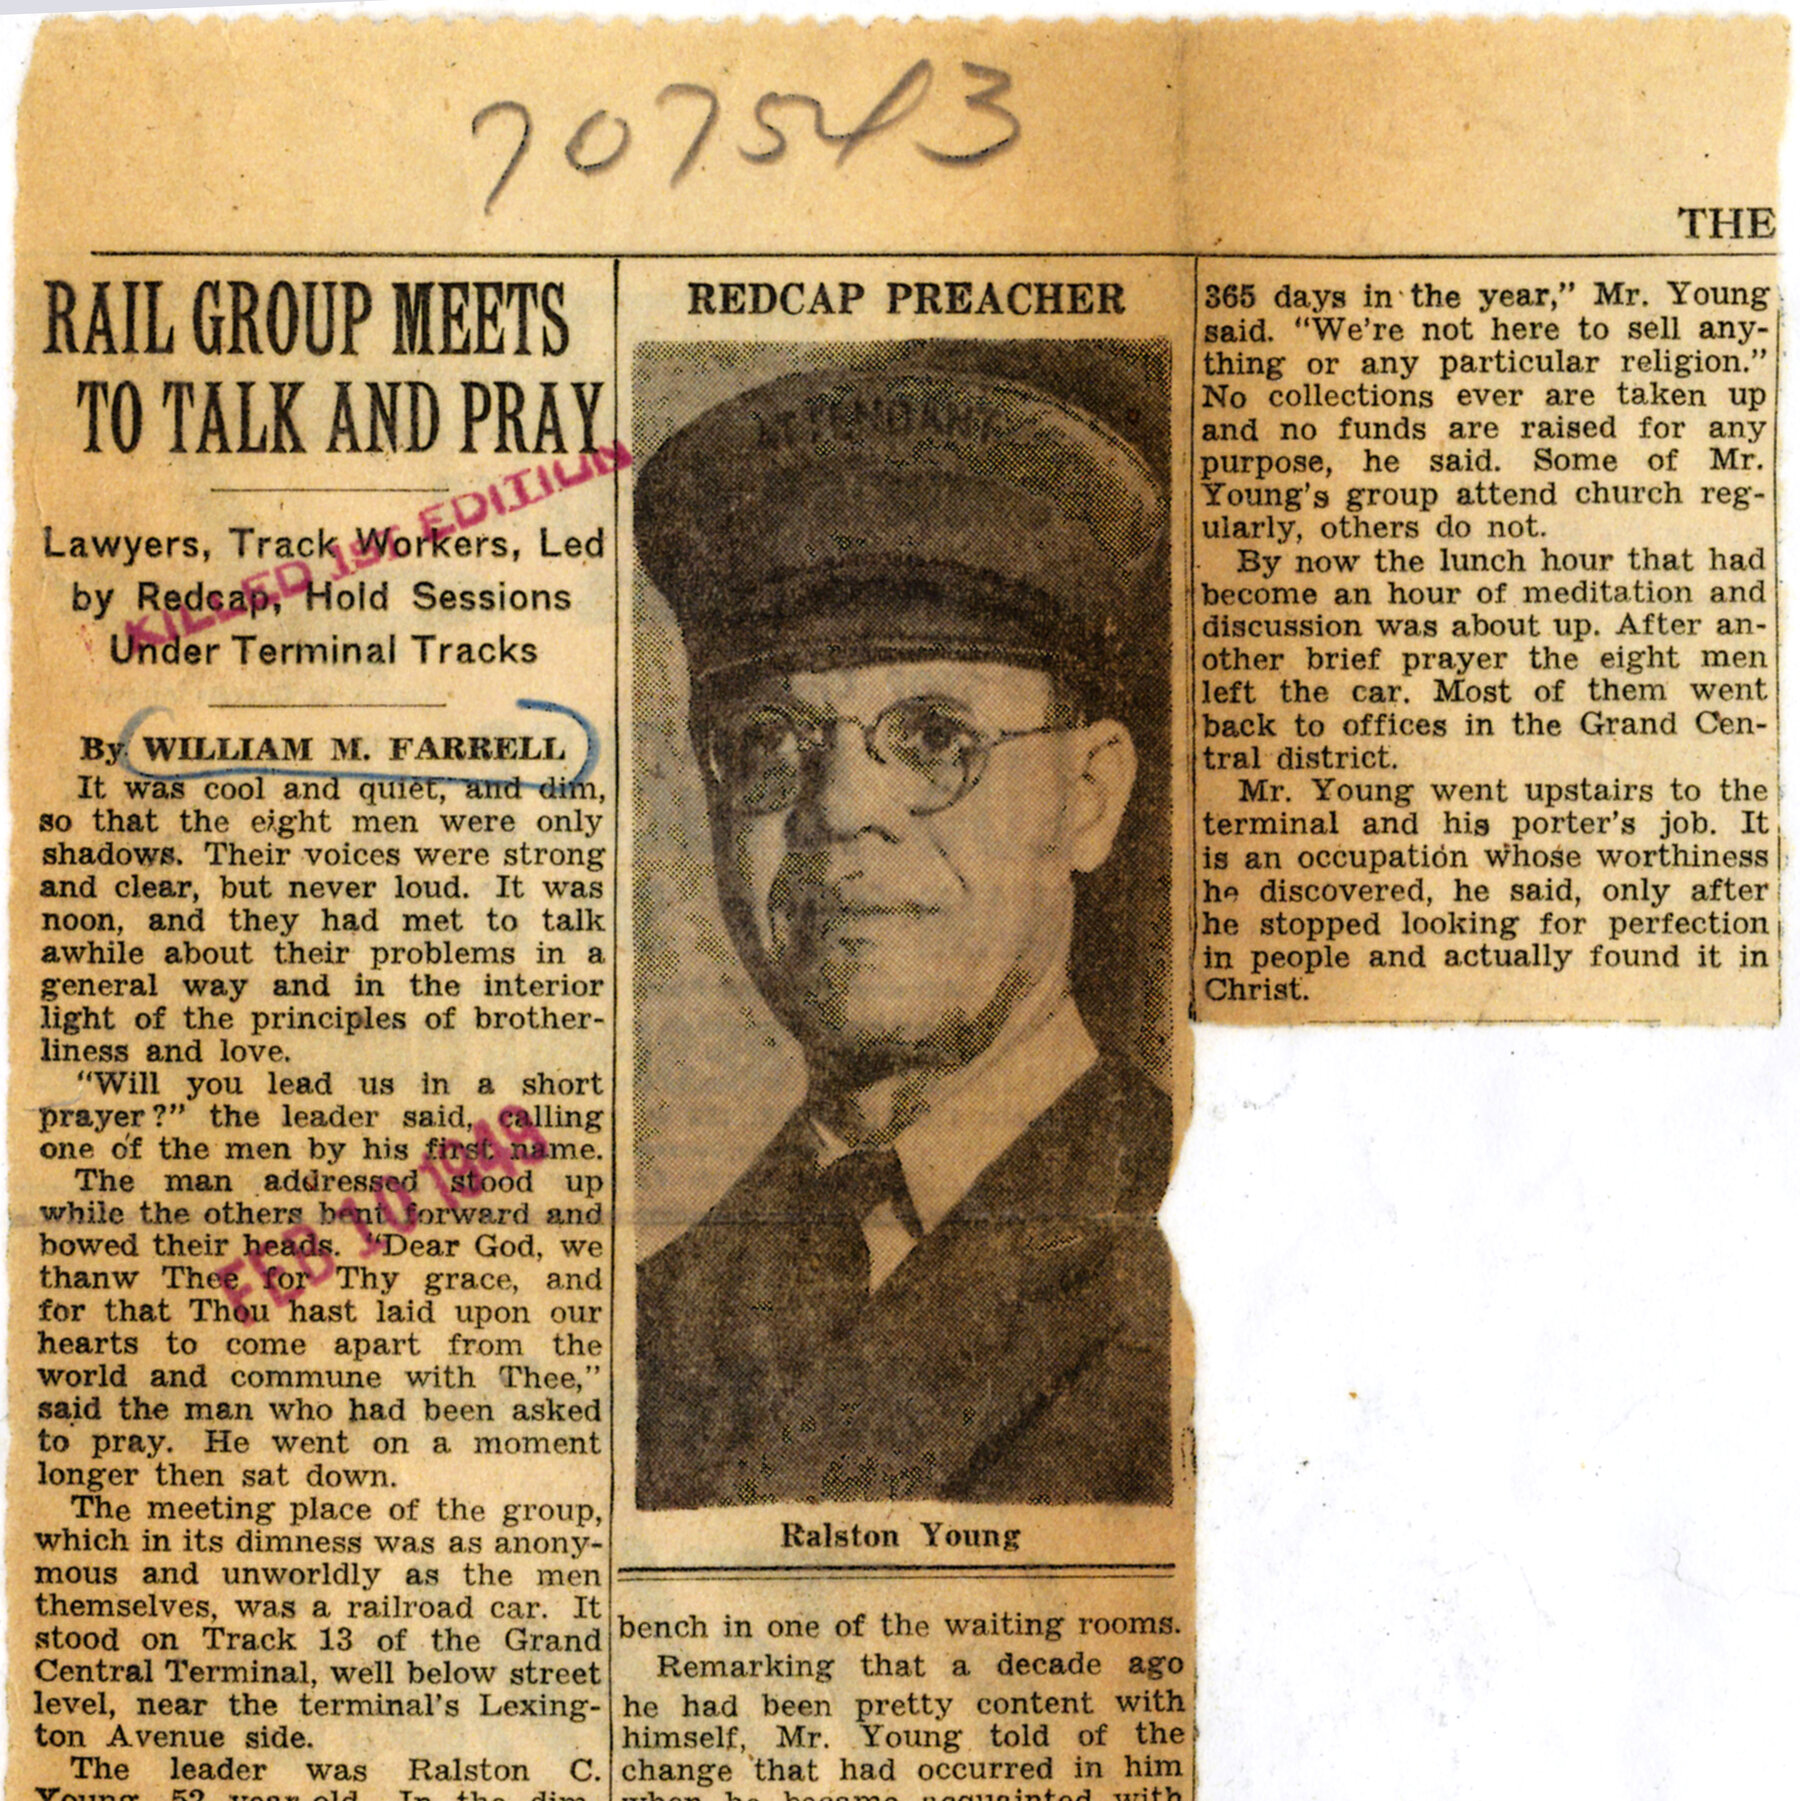 707543
THE
RAIL GROUP MEETS
TO TALK AND PRAY
KILLED 1ST EDITION
Lawyers, Track Workers, Led
by Redcap, Hold Sessions
Under Terminal Tracks
By WILLIAM M. FARRELL
It was cool and quiet, and dim,
so that the eight men were only
shadows. Their voices were strong
and clear, but never loud. It was
noon, and they had met to talk
awhile about their problems in a
general way and in the interior
light of the principles of brother-
liness and love.
"Will you lead us in a short
prayer?" the leader said, calling
one of the men by his first name.
The man addressed stood up
while the others bent forward and
bowed their heads. "Dear God, we
thanw Thee for Thy grace, and
for that Thou hast laid upon our
hearts to come apart from the
world and commune with Thee,"
said the man who had been asked
to pray. He went on a moment
longer then sat down.
The meeting place of the group,
which in its dimness was as anony-
mous and unworldly as the men
themselves, was a railroad car. It
stood on Track 13 of the Grand
Central Terminal, well below street
level, near the terminal's Lexing-
ton Avenue side.
The leader was Ralston C.
Young, 52-year-old. In the dim-
FEB 10 1948
REDCAP PREACHER
ATTENDANT
Ralston Young
bench in one of the waiting rooms.
Remarking that a decade ago
he had been pretty content with
himself, Mr. Young told of the
change that had occurred in him
when he became acquainted with
365 days in the year," Mr. Young
said. "We're not here to sell any-
thing or any particular religion."
No collections ever are taken up
and no funds are raised for any
purpose, he said. Some of Mr.
Young's group attend church reg-
ularly, others do not.
By now the lunch hour that had
become an hour of meditation and
discussion was about up. After an-
other brief prayer the eight men
left the car. Most of them went
back to offices in the Grand Cen-
tral district.
Mr. Young went upstairs to the
terminal and his porter's job. It
is an occupation whose worthiness
he discovered, he said, only after
he stopped looking for perfection
in people and actually found it in
Christ.